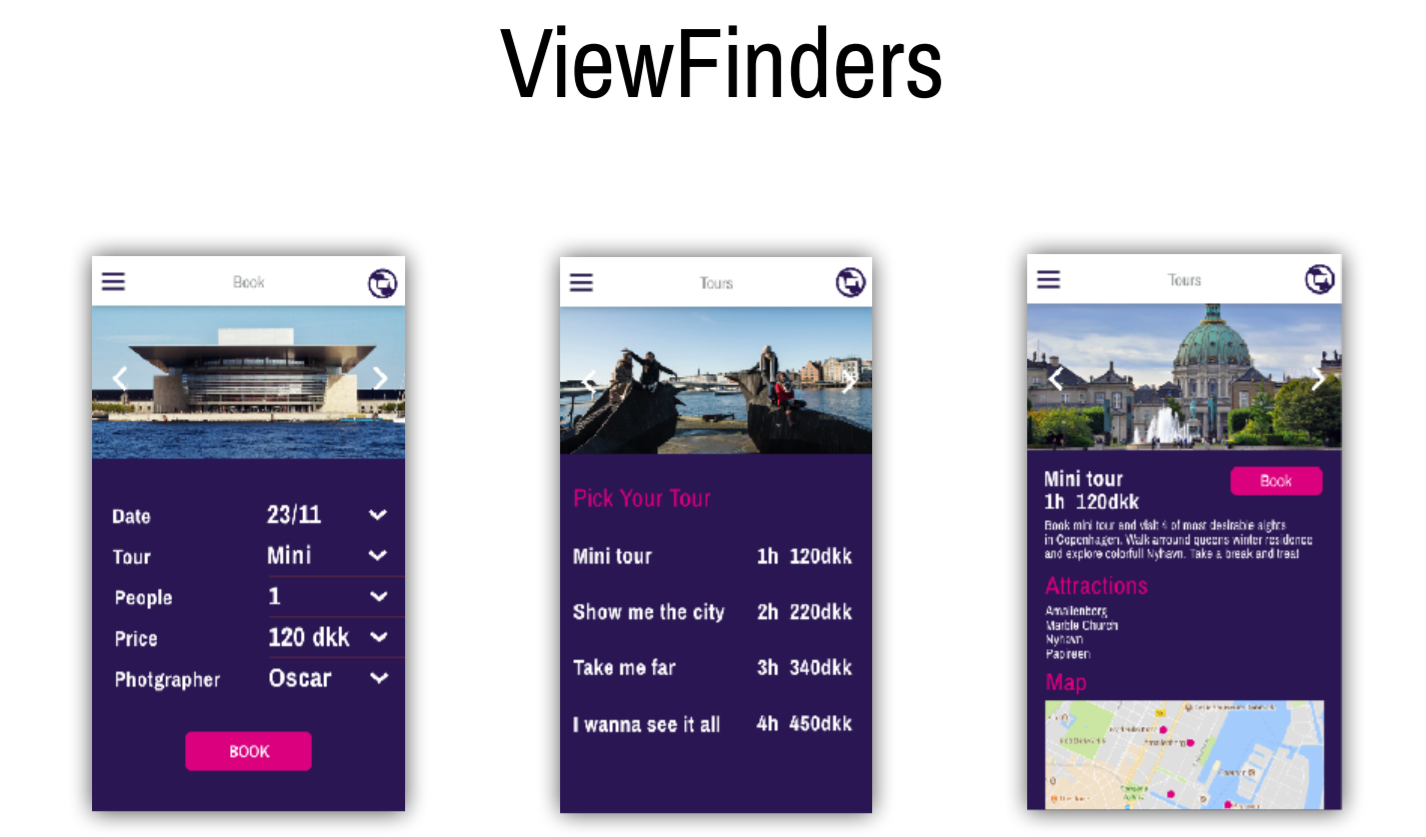 ViewFinders
Book
Date 23/11
Tour Mini
People 1
Price 120 dkk
Photgrapher Oscar
BOOK
Tours
Pick Your Tour
Mini tour 1h 120dkk
Show me the city 2h 220dkk
Take me far 3h 340dkk
I wanna see it all 4h 450dkk
Tours
Mini tour
Book
1h 120dkk
Book mini tour and visit 4 of most desirable sights
in Copenhagen. Walk arround queens winter residence
and explore colorfull Nyhavn. Take a break and treat
Attractions
Amalienborg
Marble Church
Nyhavn
Papireen
Map
Amalienborg